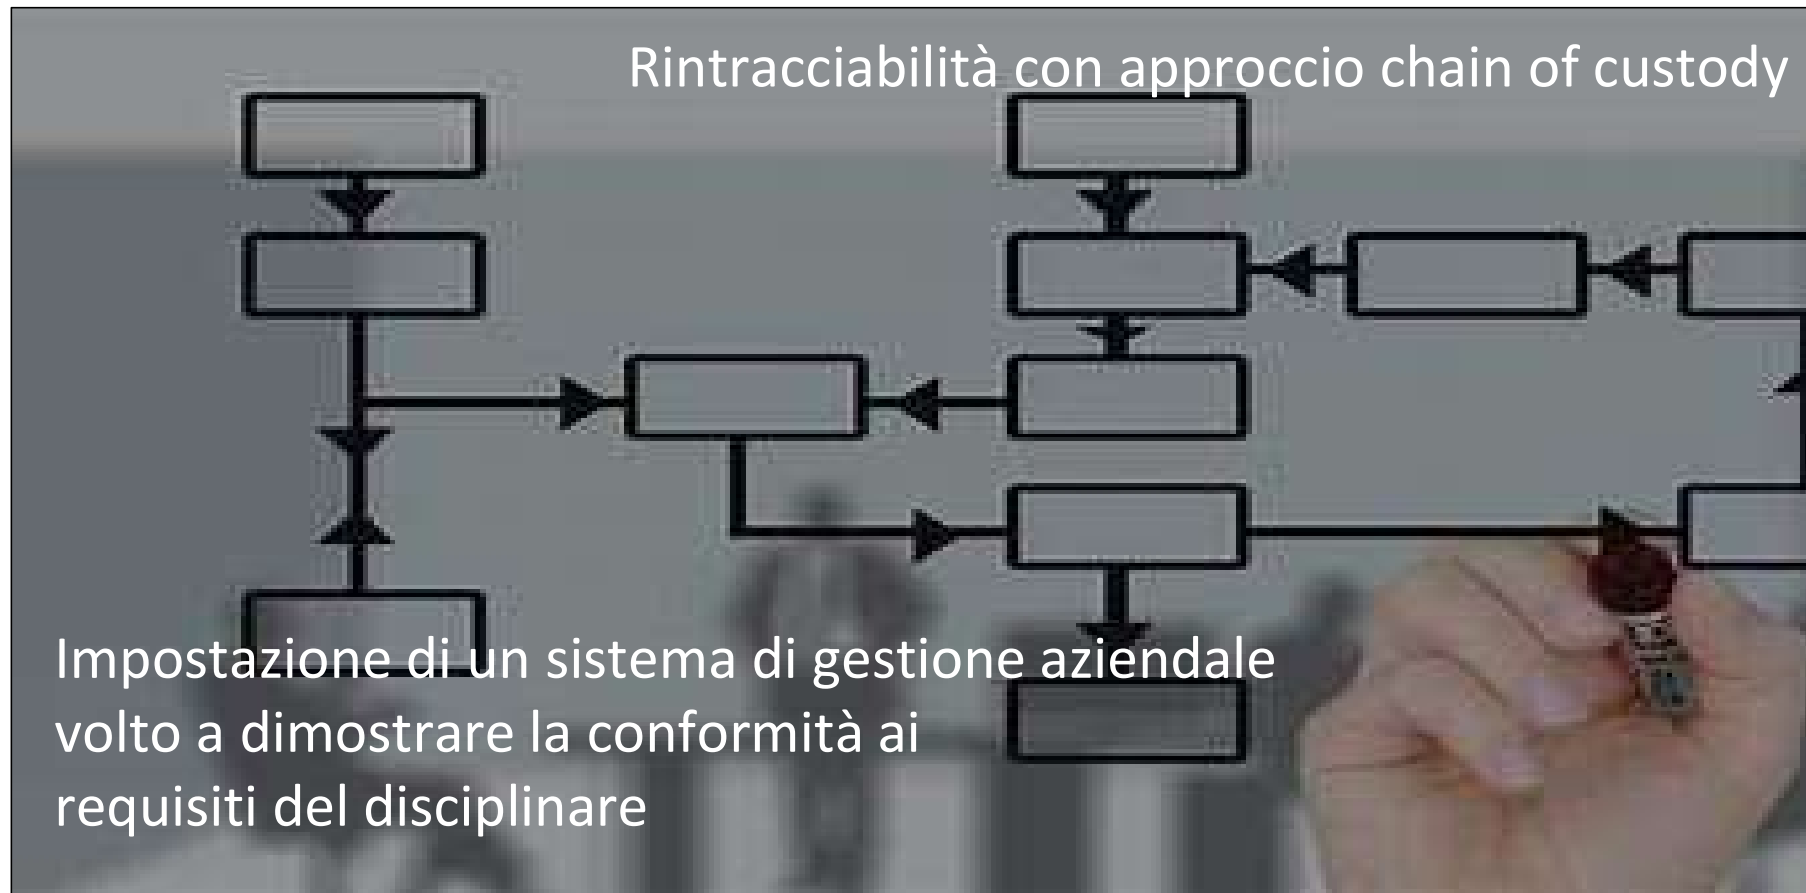 Rintracciabilità con approccio chain of custody
Impostazione di un sistema di gestione aziendale
volto a dimostrare la conformità ai
requisiti del disciplinare